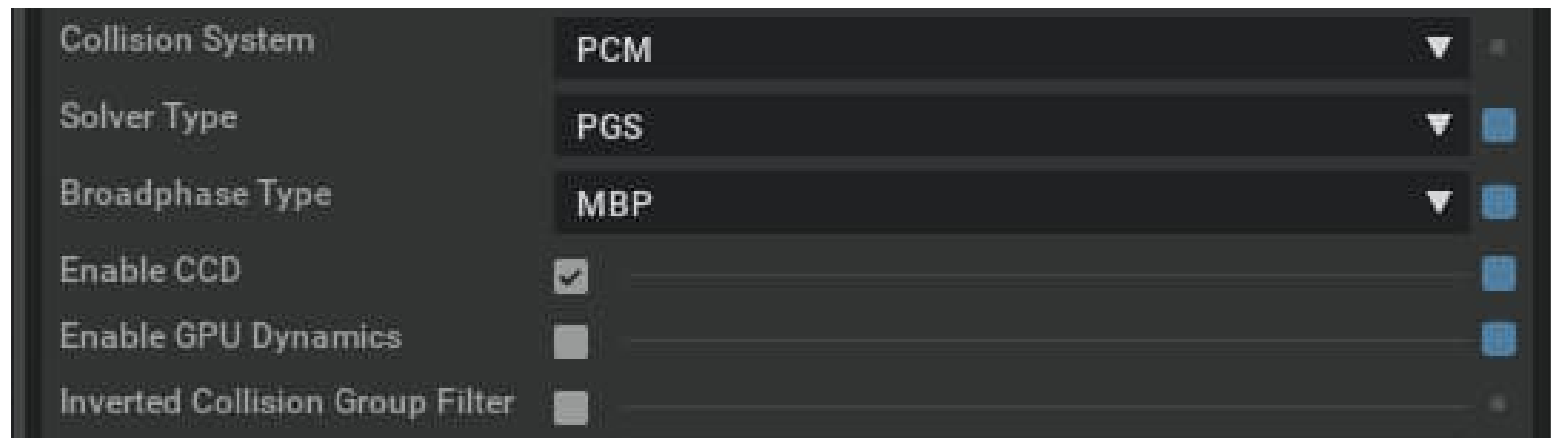 Collision System PCM
Solver Type PGS
Broadphase Type MBP
Enable CCD
Enable GPU Dynamics
Inverted Collision Group Filter